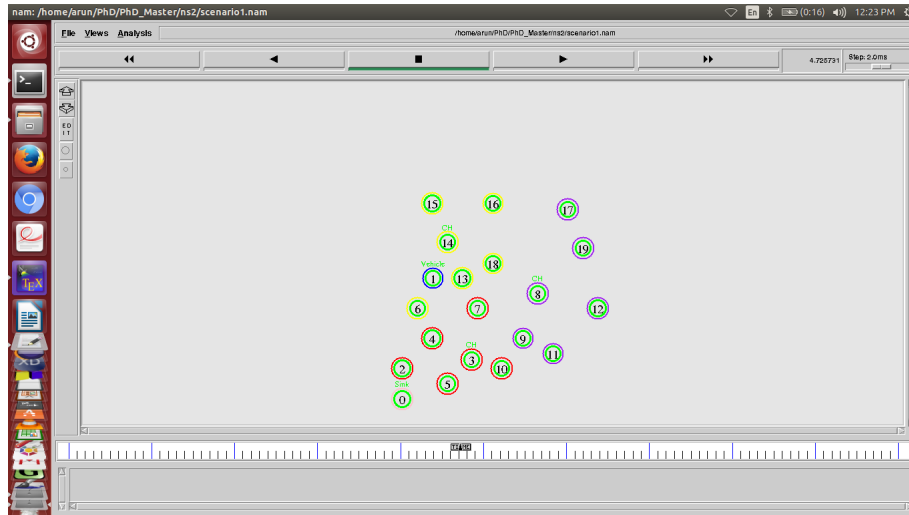 nam: /home/arun/PhD/PhD_Master/ns2/scenario1.nam
En
(0:16)
12:23 PM
File Views Analysis
/home/arun/PhD/PhD_Master/ns2/scenario1.nam
4.725731
Step: 2.0ms
E D
I T
15
16
17
CH
14
19
Vehicle
1
13
18
CH
8
6
7
12
4
9
CH
3
11
2
10
5
Sink
0
TEX